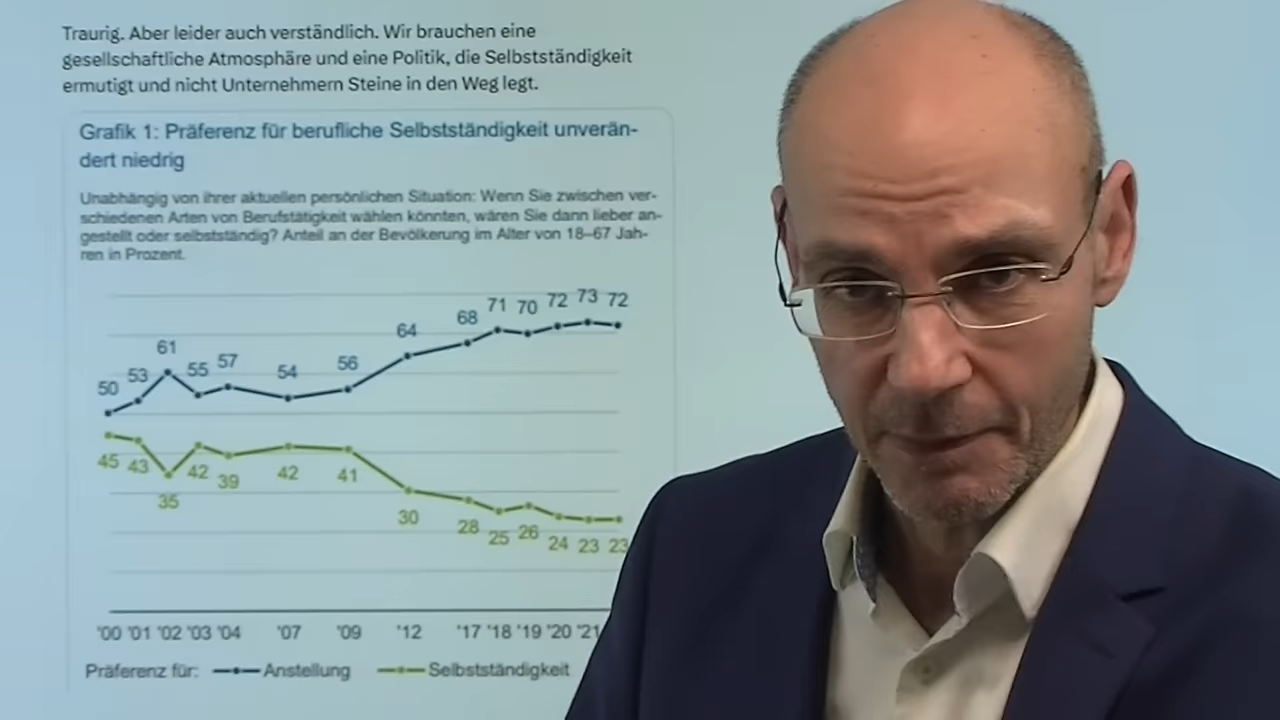 Traurig. Aber leider auch verständlich. Wir brauchen eine
gesellschaftliche Atmosphäre und eine Politik, die Selbstständigkeit
ermutigt und nicht Unternehmern Steine in den Weg legt.
Grafik 1: Präferenz für berufliche Selbstständigkeit unverän-
dert niedrig
Unabhängig von ihrer aktuellen persönlichen Situation: Wenn Sie zwischen ver-
schiedenen Arten von Berufstätigkeit wählen könnten, wären Sie dann lieber an-
gestellt oder selbstständig? Anteil an der Bevölkerung im Alter von 18–67 Jah-
ren in Prozent.
50 53 61 55 57 54 56 64 68 71 70 72 73 72
45 43 35 42 39 42 41 30 28 25 26 24 23 23
'00 '01 '02 '03 '04 '07 '09 '12 '17 '18 '19 '20 '21
Präferenz für: Anstellung Selbstständigkeit